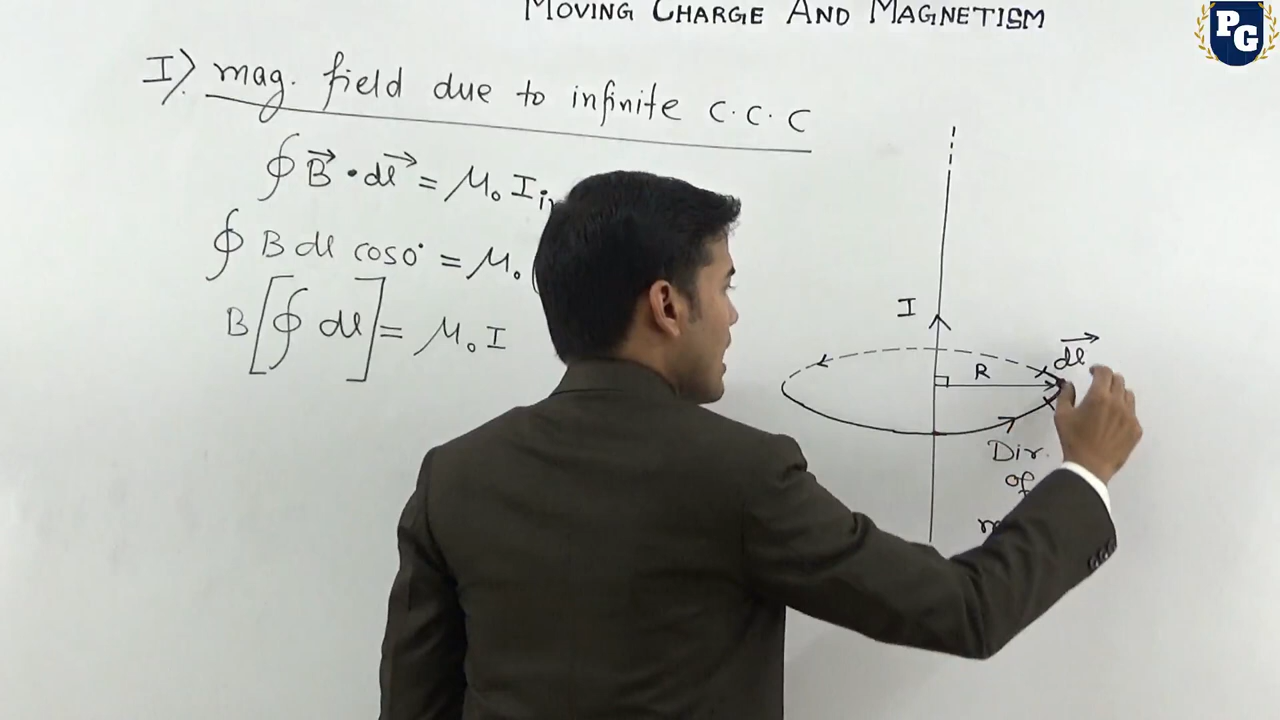 MOVING CHARGE AND MAGNETISM
PG
I⟩. mag. field due to infinite C.C.C
∮ B⃗ · dl⃗ = μ₀ I
∮ B dl cos0° = μ₀
B[∮ dl] = μ₀ I
I
R
dl⃗
Dir.
of